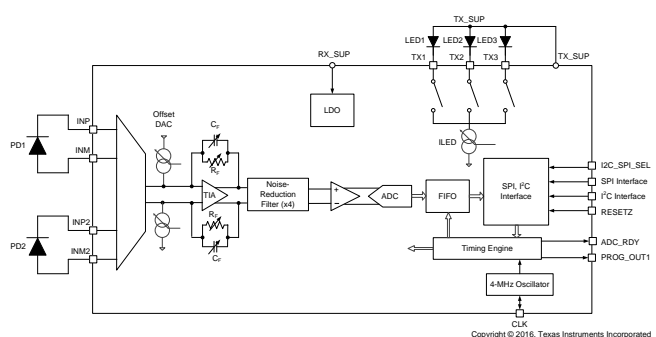 TX_SUP
LED1 LED2 LED3
RX_SUP
TX1 TX2 TX3
TX_SUP
INP
PD1
INM
Offset
DAC
CF
RF
TIA
LDO
ILED
INP2
PD2
INM2
RF
CF
Noise-
Reduction
Filter (x4)
+
−
ADC
FIFO
SPI, I2C
Interface
I2C_SPI_SEL
SPI Interface
I2C Interface
RESETZ
Timing Engine
ADC_RDY
PROG_OUT1
4-MHz Oscillator
CLK
Copyright © 2016, Texas Instruments Incorporated